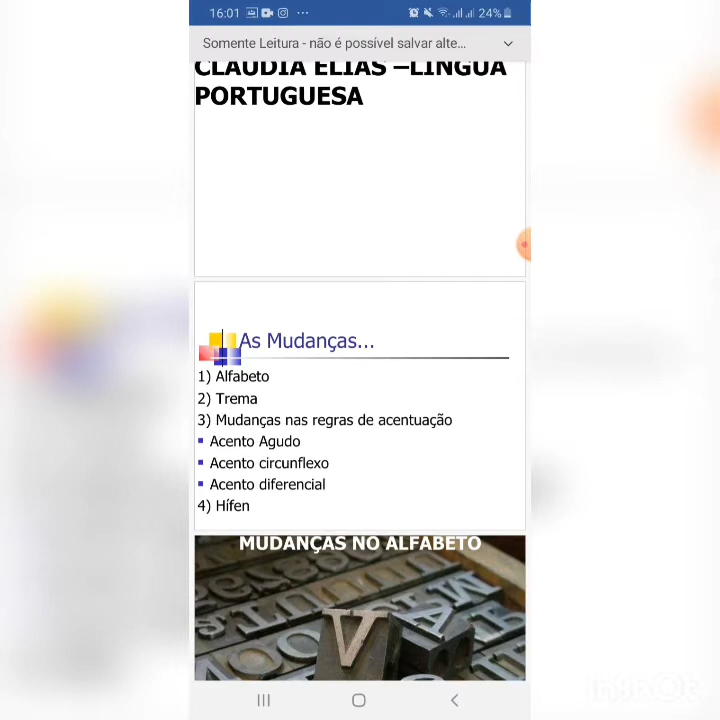 16:01
24%
Somente Leitura - não é possível salvar alte...
CLAUDIA ELIAS –LINGUA
PORTUGUESA
As Mudanças...
1) Alfabeto
2) Trema
3) Mudanças nas regras de acentuação
Acento Agudo
Acento circunflexo
Acento diferencial
4) Hífen
MUDANÇAS NO ALFABETO
V
A